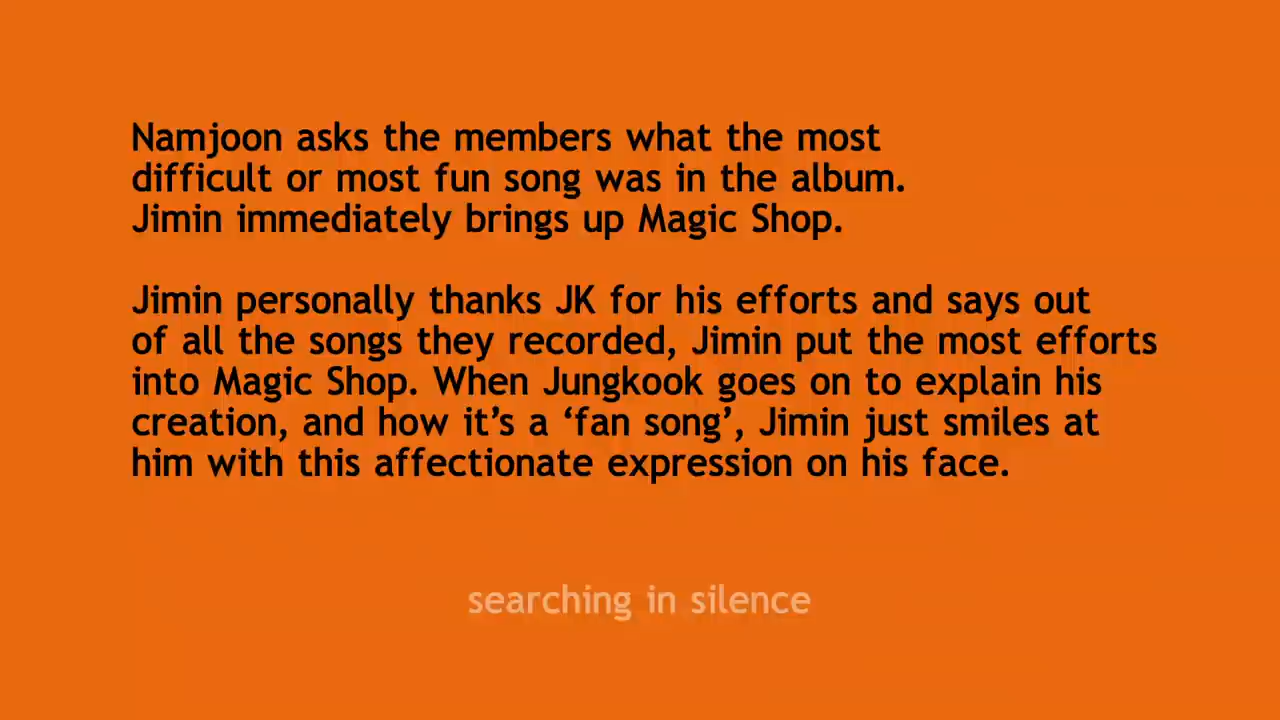 Namjoon asks the members what the most
difficult or most fun song was in the album.
Jimin immediately brings up Magic Shop.
Jimin personally thanks JK for his efforts and says out
of all the songs they recorded, Jimin put the most efforts
into Magic Shop. When Jungkook goes on to explain his
creation, and how it’s a ‘fan song’, Jimin just smiles at
him with this affectionate expression on his face.
searching in silence